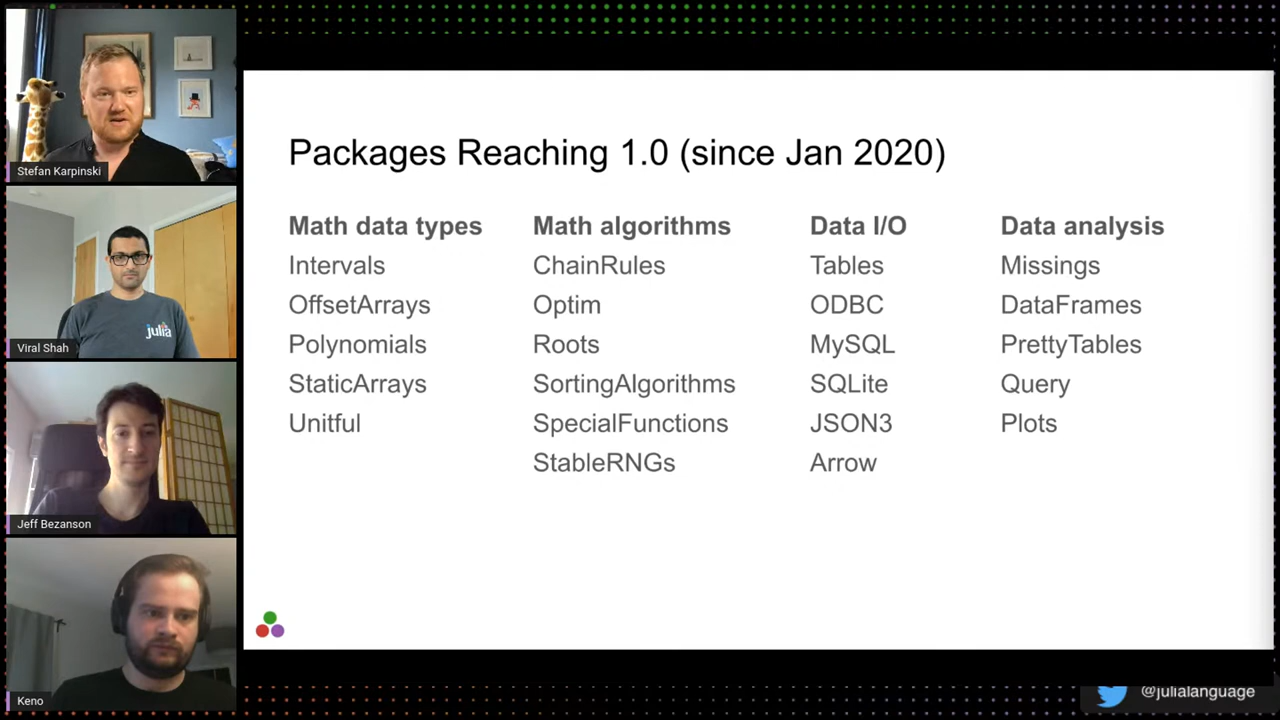 Stefan Karpinski
Viral Shah
julia
Jeff Bezanson
Keno
Packages Reaching 1.0 (since Jan 2020)
Math data types
Intervals
OffsetArrays
Polynomials
StaticArrays
Unitful
Math algorithms
ChainRules
Optim
Roots
SortingAlgorithms
SpecialFunctions
StableRNGs
Data I/O
Tables
ODBC
MySQL
SQLite
JSON3
Arrow
Data analysis
Missings
DataFrames
PrettyTables
Query
Plots
@julialanguage